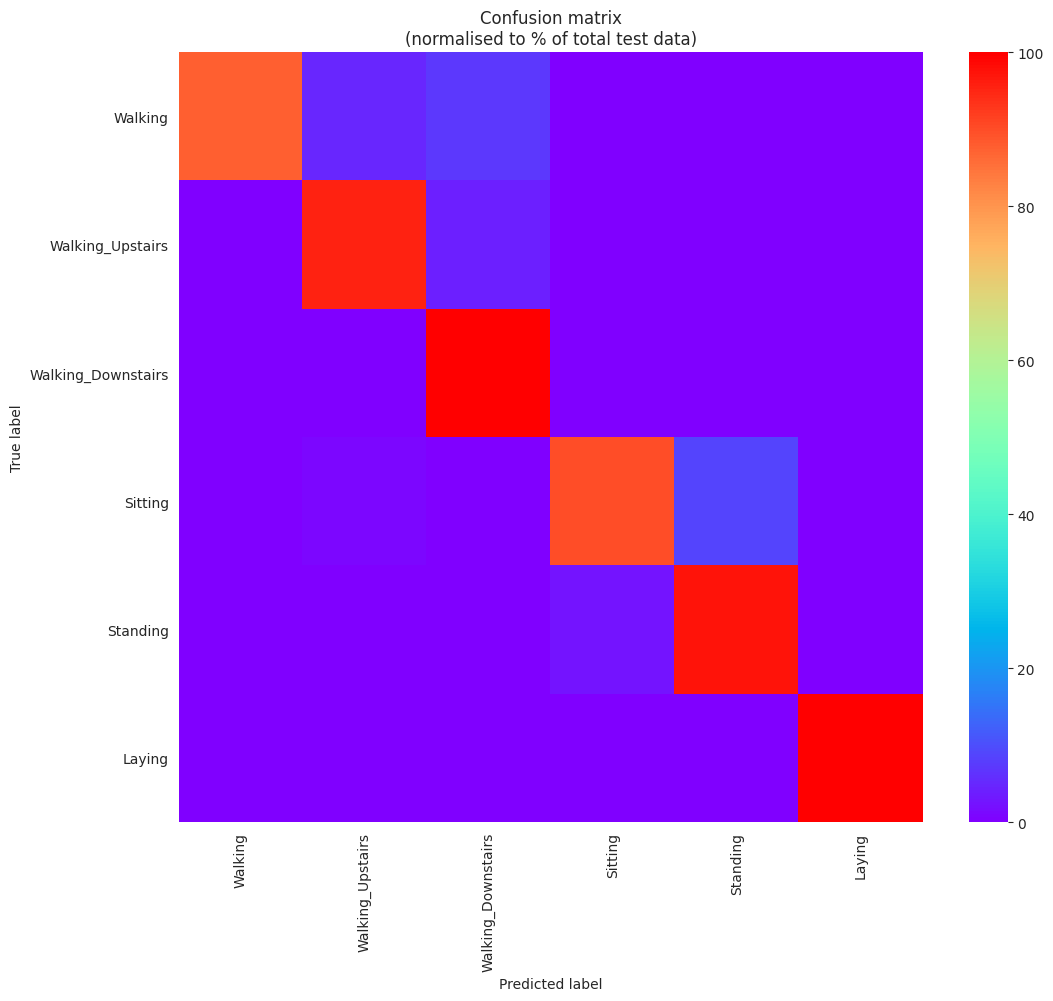 Confusion matrix
(normalised to % of total test data)
True label
Walking
Walking_Upstairs
Walking_Downstairs
Sitting
Standing
Laying
Walking
Walking_Upstairs
Walking_Downstairs
Sitting
Standing
Laying
Predicted label
100
80
60
40
20
0